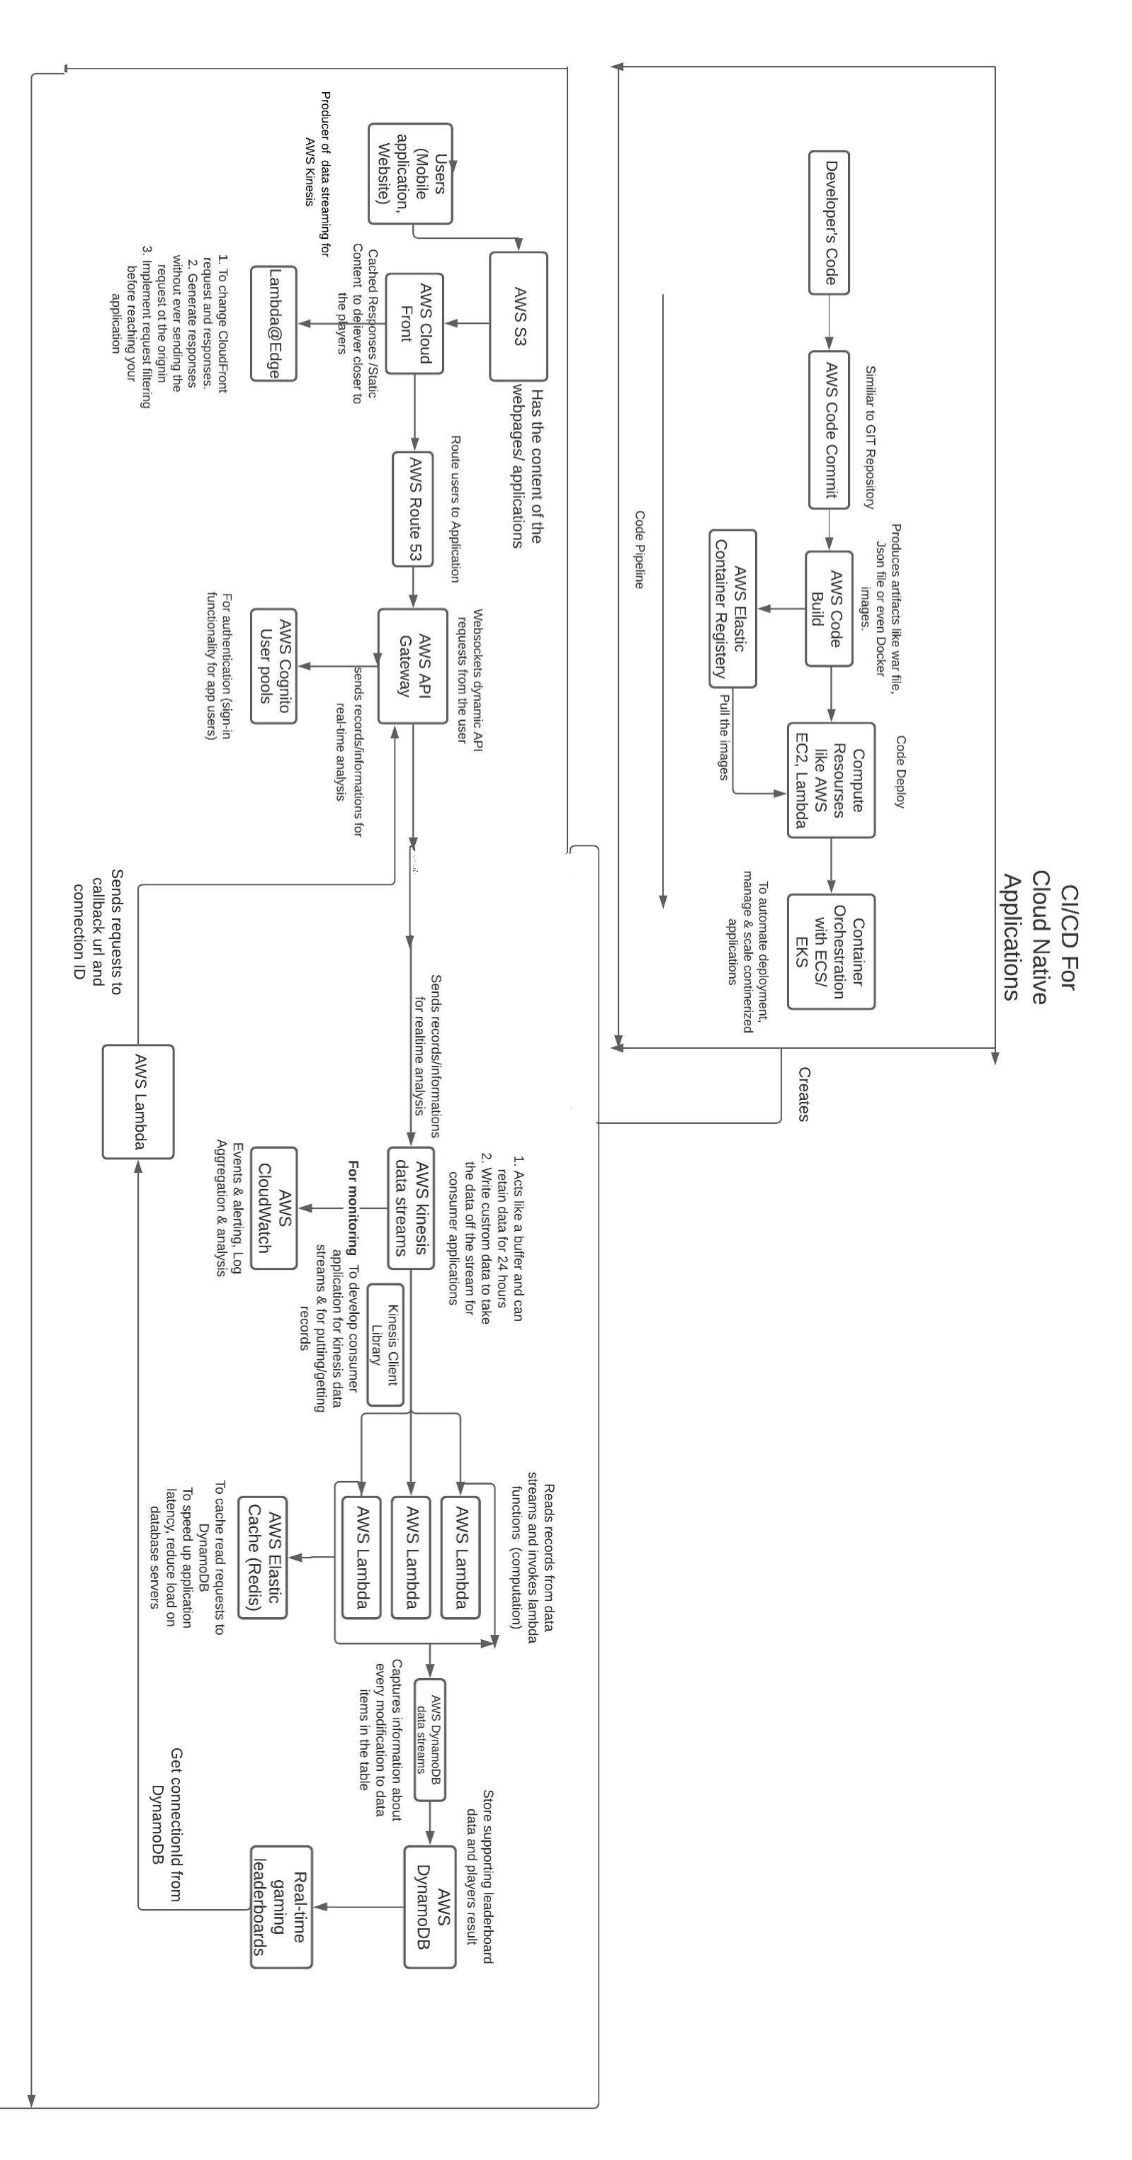 CI/CD For
Cloud Native
Applications
Produces artifacts like war file,
Json file or even Docker
images.
Code Deploy
Similiar to GIT Repository
Developer's Code
AWS Code Commit
AWS Code
Build
Compute
Resourses
like AWS
EC2, Lambda
Container
Orchestration
with ECS/
EKS
Creates
To automate deployment,
manage & scale continerized
applications
AWS Elastic
Container Registery
Pull the images
Code Pipeline
AWS S3
Has the content of the
webpages/ applications
Users
(Mobile
application,
Website)
Producer of data streaming for
AWS Kinesis
AWS Cloud
Front
Cached Responses /Static
Content to deliever closer to
the players
Lambda@Edge
1. To change CloudFront
request and responses.
2. Generate responses
without ever sending the
request ot the orignin
3. Implement request filtering
before reaching your
application
Route users to Application
AWS Route 53
Websockets dynamic API
requests from the user
AWS API
Gateway
sends records/informations for
real-time analysis
AWS Cognito
User pools
For authentication (sign-in
functionality for app users)
Sends records/informations
for realtime analysis
1. Acts like a buffer and can
retain data for 24 hours
2. Write custrom data to take
the data off the stream for
consumer applications
AWS kinesis
data streams
For monitoring
AWS
CloudWatch
Events & alerting, Log
Aggregation & analysis
Kinesis Client
Library
To develop consumer
application for kinesis data
streams & for putting/getting
records
Reads records from data
streams and invokes lambda
functions (computation)
AWS Lambda
AWS Lambda
AWS Lambda
AWS Elastic
Cache (Redis)
To cache read requests to
DynamoDB
To speed up application
latency, reduce load on
database servers
AWS DynamoDB
data streams
Captures information about
every modification to data
items in the table
Store supporting leaderboard
data and players result
AWS
DynamoDB
Real-time
gaming
leaderboards
Get connectionId from
DynamoDB
AWS Lambda
Sends requests to
callback url and
connection ID